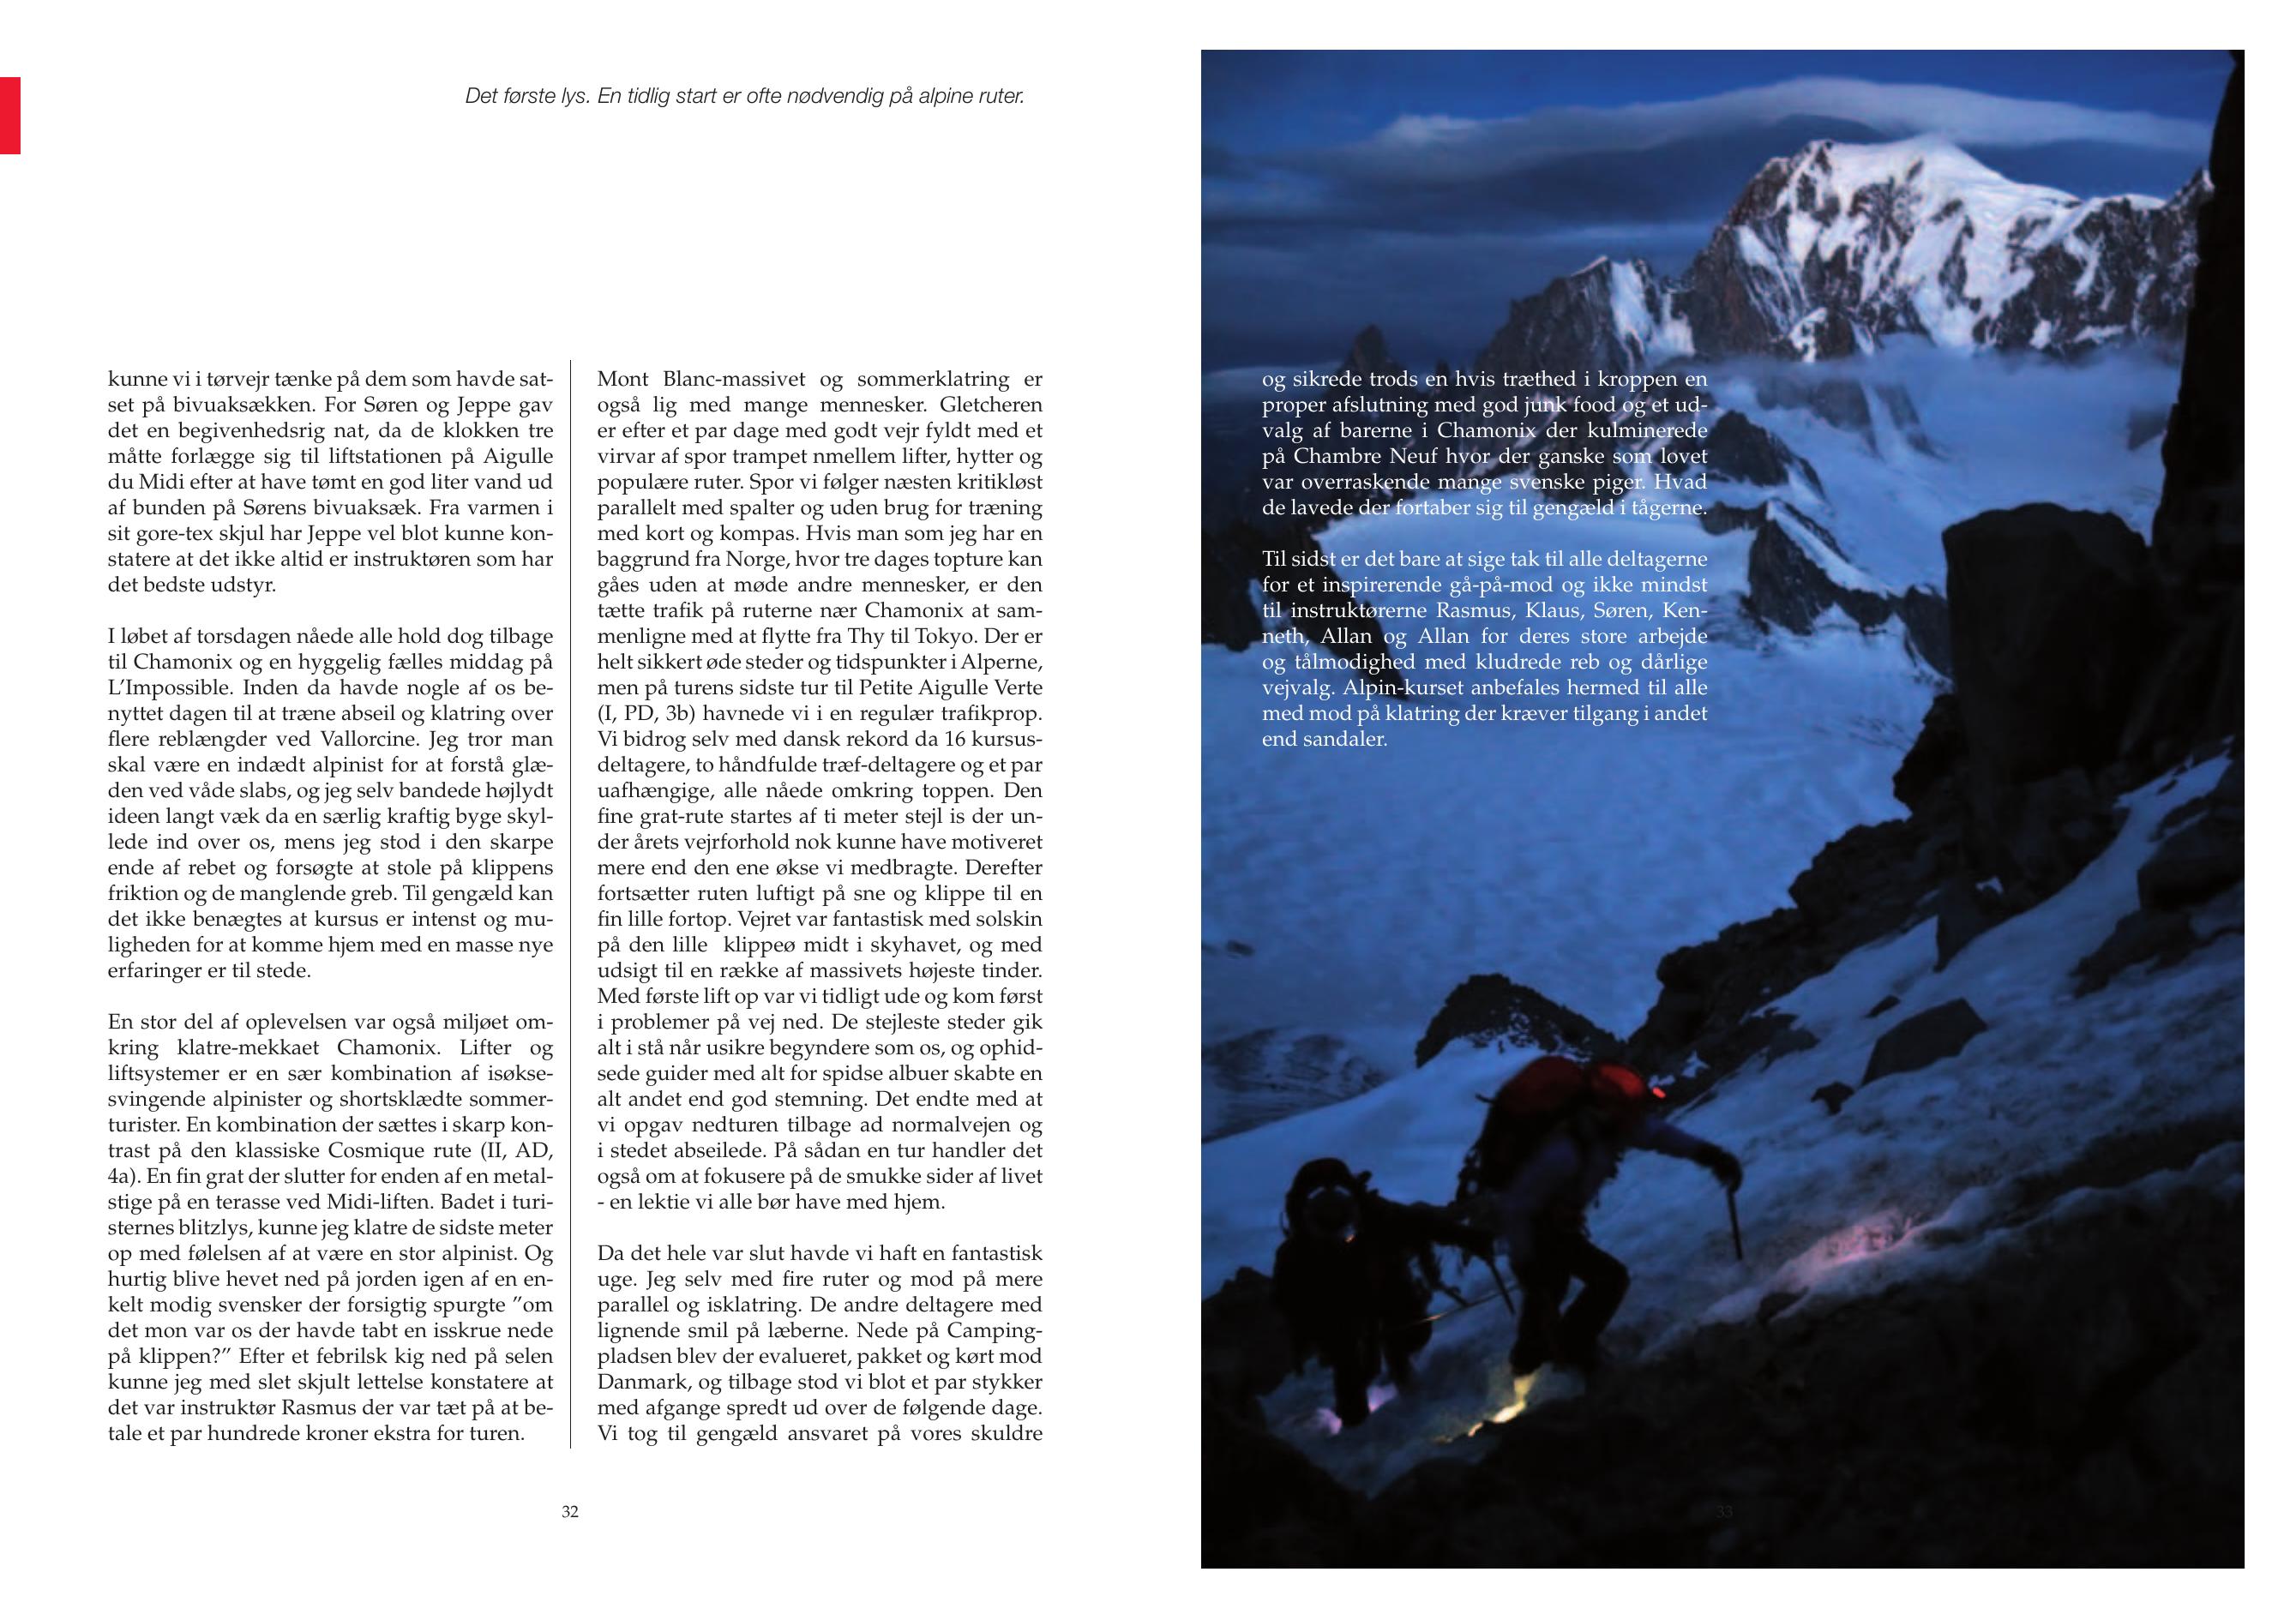 Det første lys. En tidlig start er ofte nødvendig på alpine ruter.
kunne vi i tørvejr tænke på dem som havde sat-
set på bivuaksækken. For Søren og Jeppe gav
det en begivenhedsrig nat, da de klokken tre
måtte forlægge sig til liftstationen på Aigulle
du Midi efter at have tømt en god liter vand ud
af bunden på Sørens bivuaksæk. Fra varmen i
sit gore-tex skjul har Jeppe vel blot kunne kon-
statere at det ikke altid er instruktøren som har
det bedste udstyr.
I løbet af torsdagen nåede alle hold dog tilbage
til Chamonix og en hyggelig fælles middag på
L’Impossible. Inden da havde nogle af os be-
nyttet dagen til at træne abseil og klatring over
flere reblængder ved Vallorcine. Jeg tror man
skal være en indædt alpinist for at forstå glæ-
den ved våde slabs, og jeg selv bandede højlydt
ideen langt væk da en særlig kraftig byge skyl-
lede ind over os, mens jeg stod i den skarpe
ende af rebet og forsøgte at stole på klippens
friktion og de manglende greb. Til gengæld kan
det ikke benægtes at kursus er intenst og mu-
ligheden for at komme hjem med en masse nye
erfaringer er til stede.
En stor del af oplevelsen var også miljøet om-
kring klatre-mekkaet Chamonix. Lifter og
liftsystemer er en sær kombination af isøkse-
svingende alpinister og shortsklædte sommer-
turister. En kombination der sættes i skarp kon-
trast på den klassiske Cosmique rute (II, AD,
4a). En fin grat der slutter for enden af en metal-
stige på en terasse ved Midi-liften. Badet i turi-
sternes blitzlys, kunne jeg klatre de sidste meter
op med følelsen af at være en stor alpinist. Og
hurtig blive hevet ned på jorden igen af en en-
kelt modig svensker der forsigtig spurgte ”om
det mon var os der havde tabt en isskrue nede
på klippen?” Efter et febrilsk kig ned på selen
kunne jeg med slet skjult lettelse konstatere at
det var instruktør Rasmus der var tæt på at be-
tale et par hundrede kroner ekstra for turen.
Mont Blanc-massivet og sommerklatring er
også lig med mange mennesker. Gletcheren
er efter et par dage med godt vejr fyldt med et
virvar af spor trampet nmellem lifter, hytter og
populære ruter. Spor vi følger næsten kritikløst
parallelt med spalter og uden brug for træning
med kort og kompas. Hvis man som jeg har en
baggrund fra Norge, hvor tre dages topture kan
gåes uden at møde andre mennesker, er den
tætte trafik på ruterne nær Chamonix at sam-
menligne med at flytte fra Thy til Tokyo. Der er
helt sikkert øde steder og tidspunkter i Alperne,
men på turens sidste tur til Petite Aigulle Verte
(I, PD, 3b) havnede vi i en regulær trafikprop.
Vi bidrog selv med dansk rekord da 16 kursus-
deltagere, to håndfulde træf-deltagere og et par
uafhængige, alle nåede omkring toppen. Den
fine grat-rute startes af ti meter stejl is der un-
der årets vejrforhold nok kunne have motiveret
mere end den ene økse vi medbragte. Derefter
fortsætter ruten luftigt på sne og klippe til en
fin lille fortop. Vejret var fantastisk med solskin
på den lille klippeø midt i skyhavet, og med
udsigt til en række af massivets højeste tinder.
Med første lift op var vi tidligt ude og kom først
i problemer på vej ned. De stejleste steder gik
alt i stå når usikre begyndere som os, og ophid-
sede guider med alt for spidse albuer skabte en
alt andet end god stemning. Det endte med at
vi opgav nedturen tilbage ad normalvejen og
i stedet abseilede. På sådan en tur handler det
også om at fokusere på de smukke sider af livet
- en lektie vi alle bør have med hjem.
Da det hele var slut havde vi haft en fantastisk
uge. Jeg selv med fire ruter og mod på mere
parallel og isklatring. De andre deltagere med
lignende smil på læberne. Nede på Camping-
pladsen blev der evalueret, pakket og kørt mod
Danmark, og tilbage stod vi blot et par stykker
med afgange spredt ud over de følgende dage.
Vi tog til gengæld ansvaret på vores skuldre
32
og sikrede trods en hvis træthed i kroppen en
proper afslutning med god junk food og et ud-
valg af barerne i Chamonix der kulminerede
på Chambre Neuf hvor der ganske som lovet
var overraskende mange svenske piger. Hvad
de lavede der fortaber sig til gengæld i tågerne.
Til sidst er det bare at sige tak til alle deltagerne
for et inspirerende gå-på-mod og ikke mindst
til instruktørerne Rasmus, Klaus, Søren, Ken-
neth, Allan og Allan for deres store arbejde
og tålmodighed med kludrede reb og dårlige
vejvalg. Alpin-kurset anbefales hermed til alle
med mod på klatring der kræver tilgang i andet
end sandaler.
33